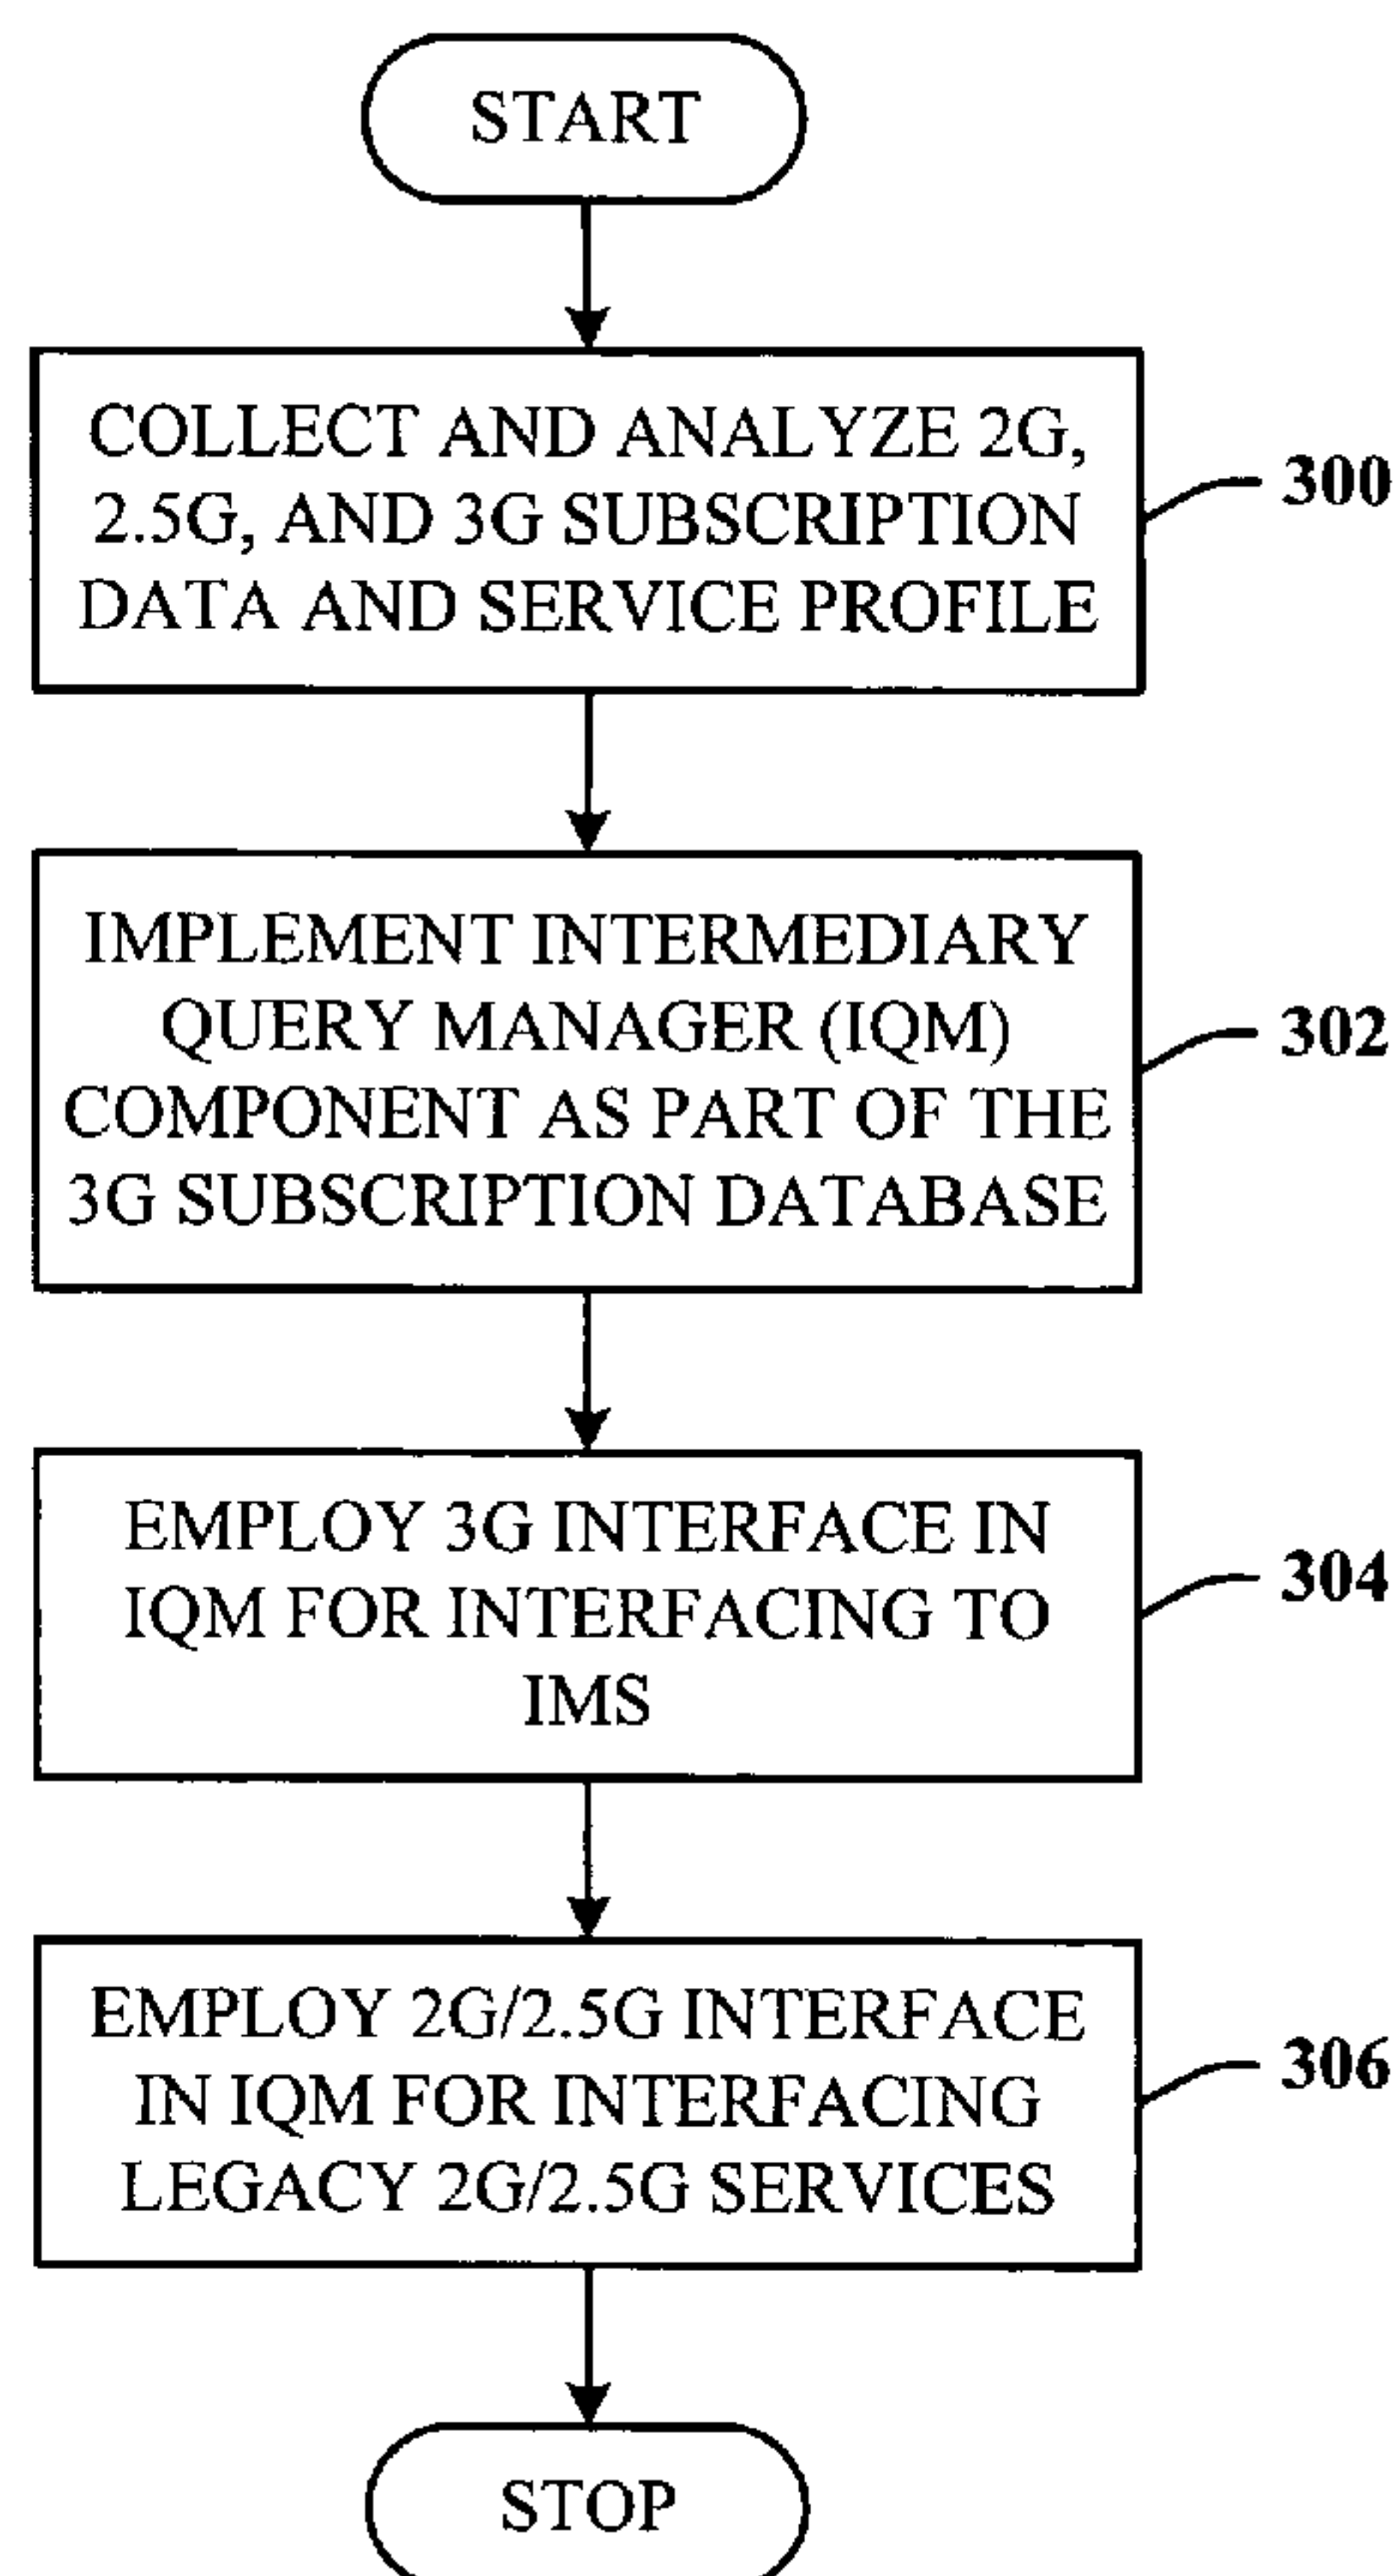 START
COLLECT AND ANALYZE 2G,
2.5G, AND 3G SUBSCRIPTION
DATA AND SERVICE PROFILE
300
IMPLEMENT INTERMEDIARY
QUERY MANAGER (IQM)
COMPONENT AS PART OF THE
3G SUBSCRIPTION DATABASE
302
EMPLOY 3G INTERFACE IN
IQM FOR INTERFACING TO
IMS
304
EMPLOY 2G/2.5G INTERFACE
IN IQM FOR INTERFACING
LEGACY 2G/2.5G SERVICES
306
STOP